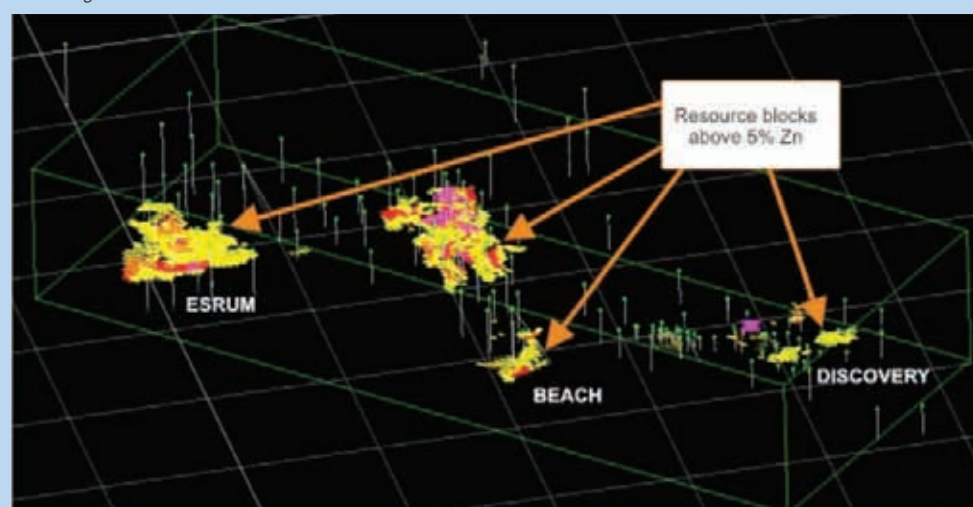 Resource blocks
above 5% Zn
ESRUM
BEACH
DISCOVERY